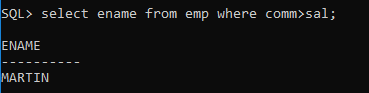 SQL> select ename from emp where comm>sal;
ENAME
----------
MARTIN